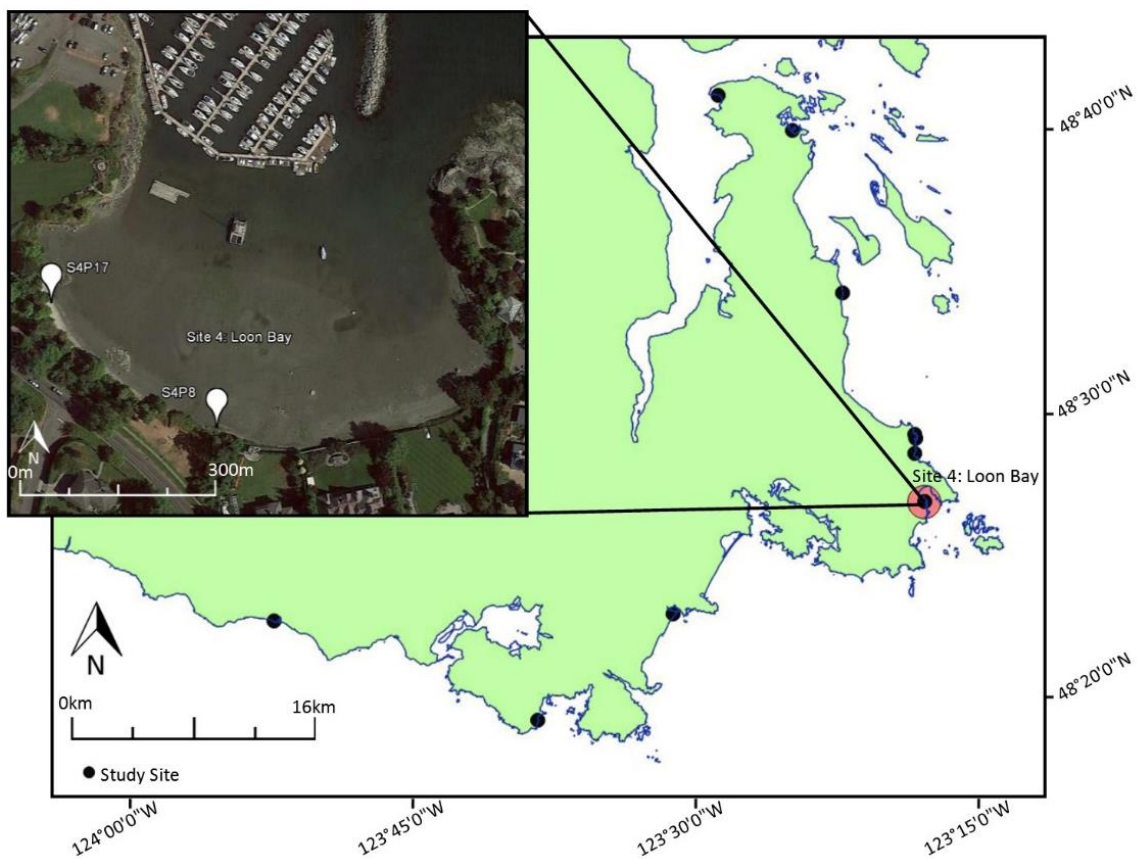 S4P17
Site 4: Loon Bay
S4P8
N
0m
300m
48°40'0"N
48°30'0"N
Site 4: Loon Bay
48°20'0"N
N
0km
16km
Study Site
124°00'0"W
123°45'0"W
123°30'0"W
123°15'0"W